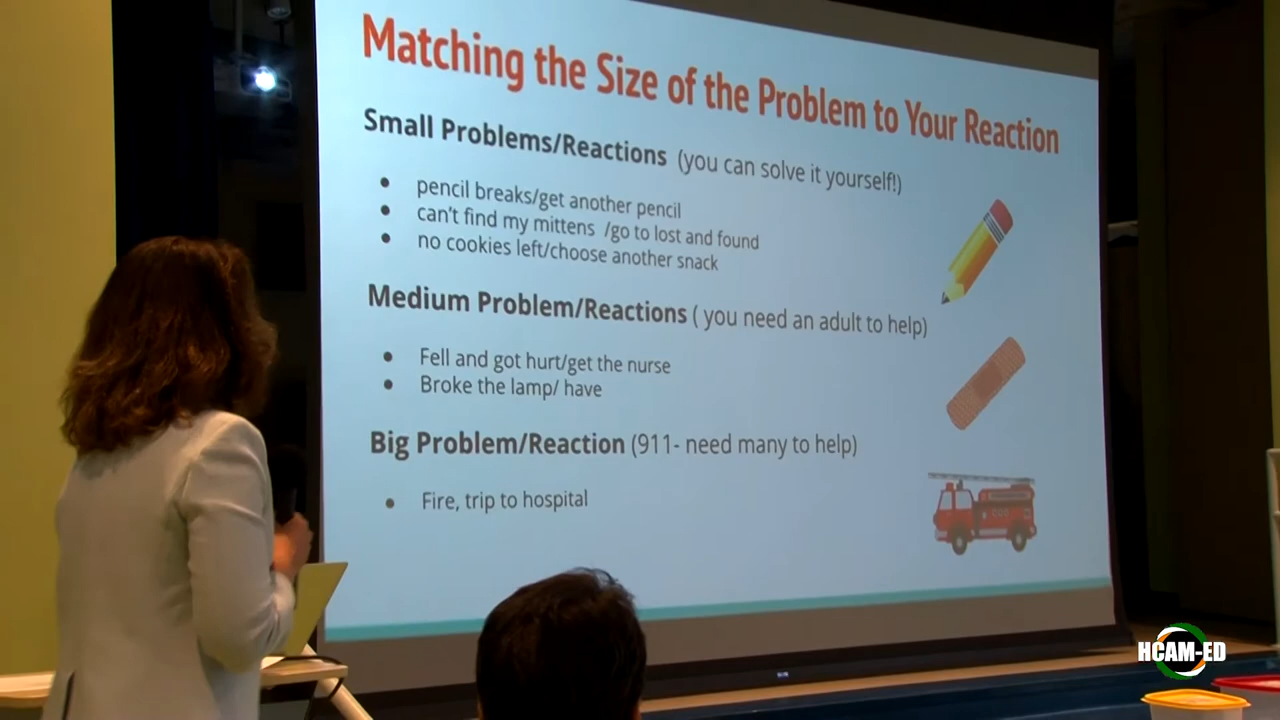 Matching the Size of the Problem to Your Reaction
Small Problems/Reactions (you can solve it yourself!)
• pencil breaks/get another pencil
• can't find my mittens /go to lost and found
• no cookies left/choose another snack
Medium Problem/Reactions ( you need an adult to help)
• Fell and got hurt/get the nurse
• Broke the lamp/ have
Big Problem/Reaction (911- need many to help)
• Fire, trip to hospital
HCAM-ED